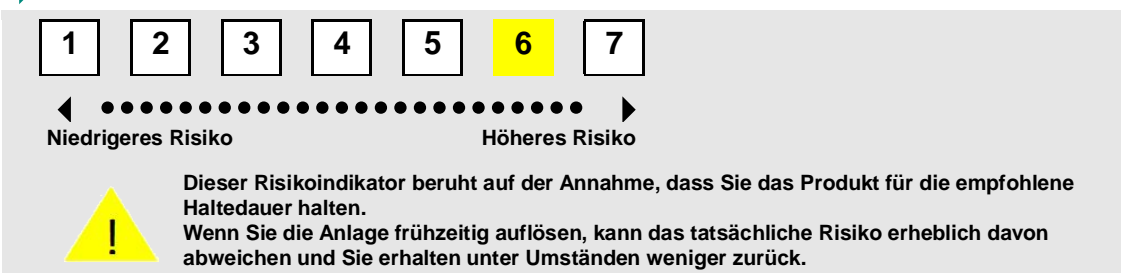 1 2 3 4 5 6 7
Niedrigeres Risiko Höheres Risiko
Dieser Risikoindikator beruht auf der Annahme, dass Sie das Produkt für die empfohlene
Haltedauer halten.
! Wenn Sie die Anlage frühzeitig auflösen, kann das tatsächliche Risiko erheblich davon
abweichen und Sie erhalten unter Umständen weniger zurück.